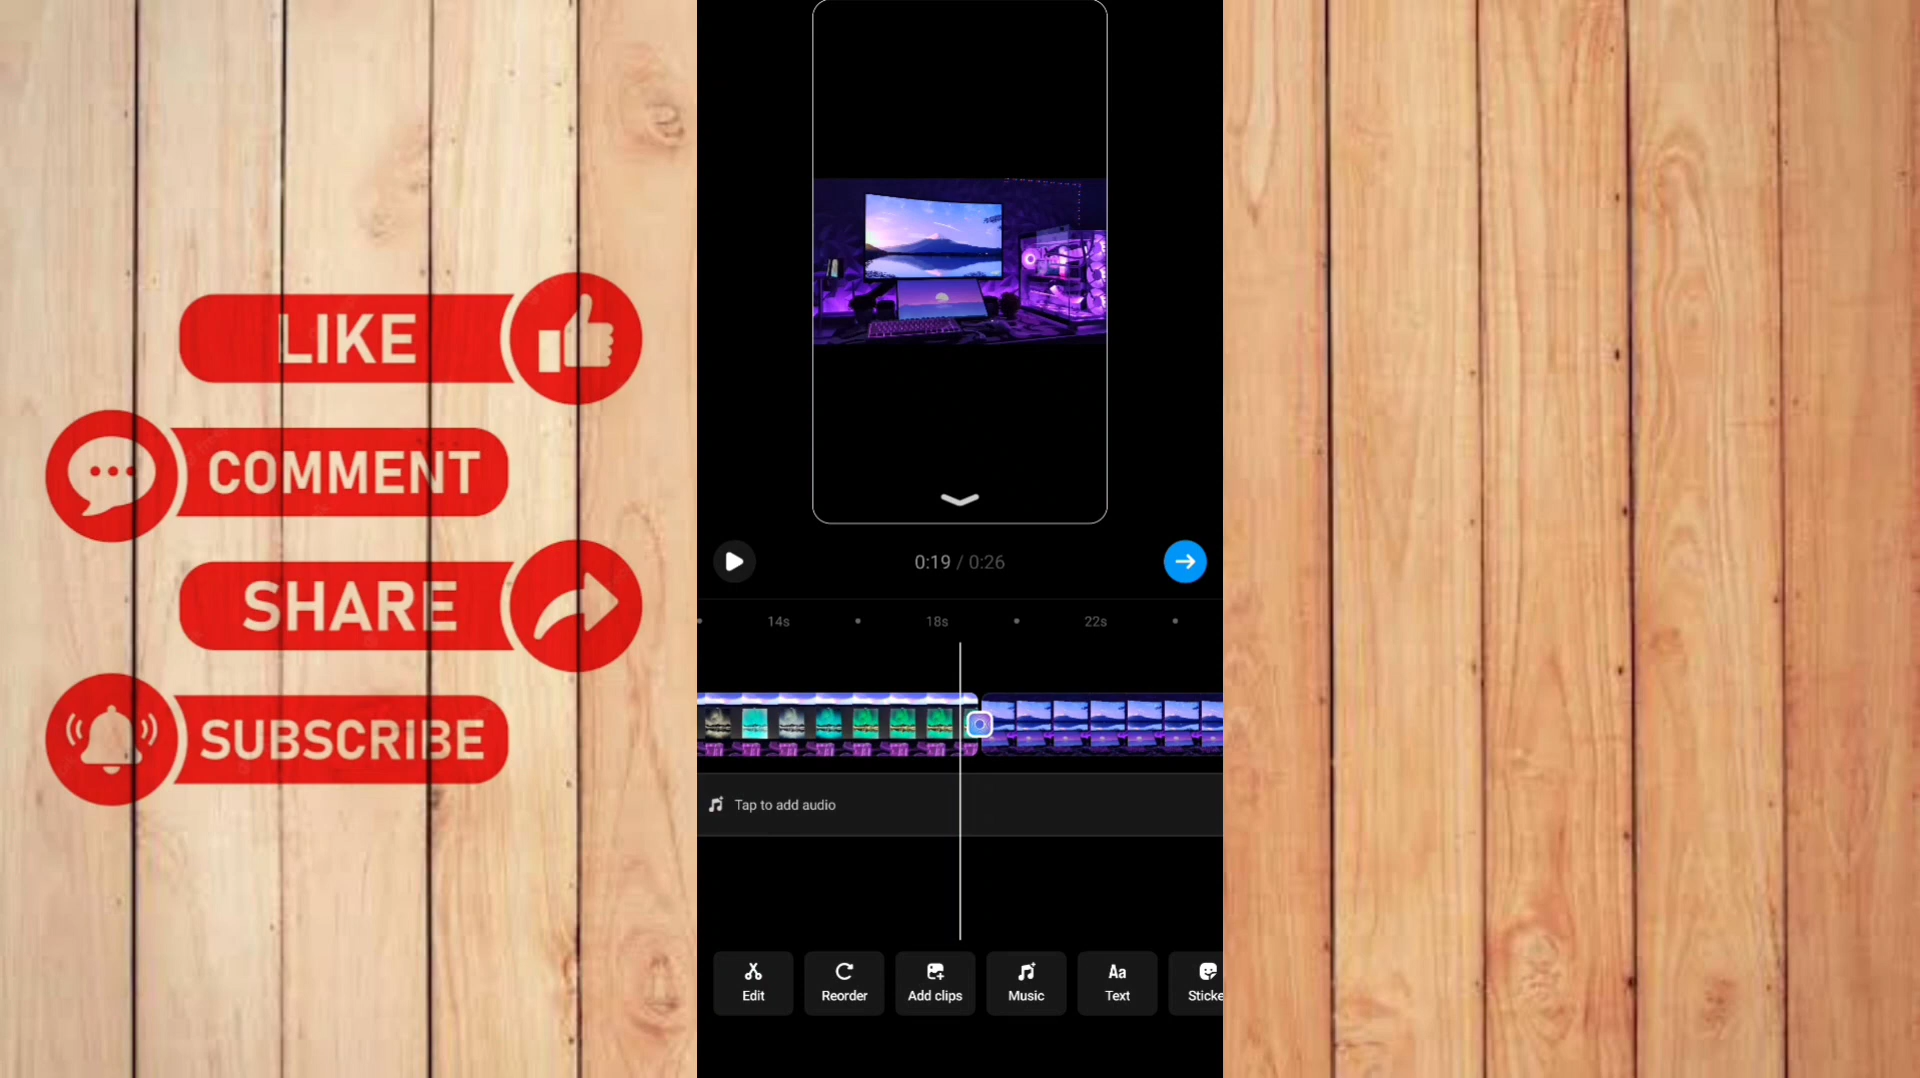 LIKE
COMMENT
SHARE
SUBSCRIBE
0:19 / 0:26
14s
18s
22s
Tap to add audio
Edit
Reorder
Add clips
Music
Aa
Text
Sticke